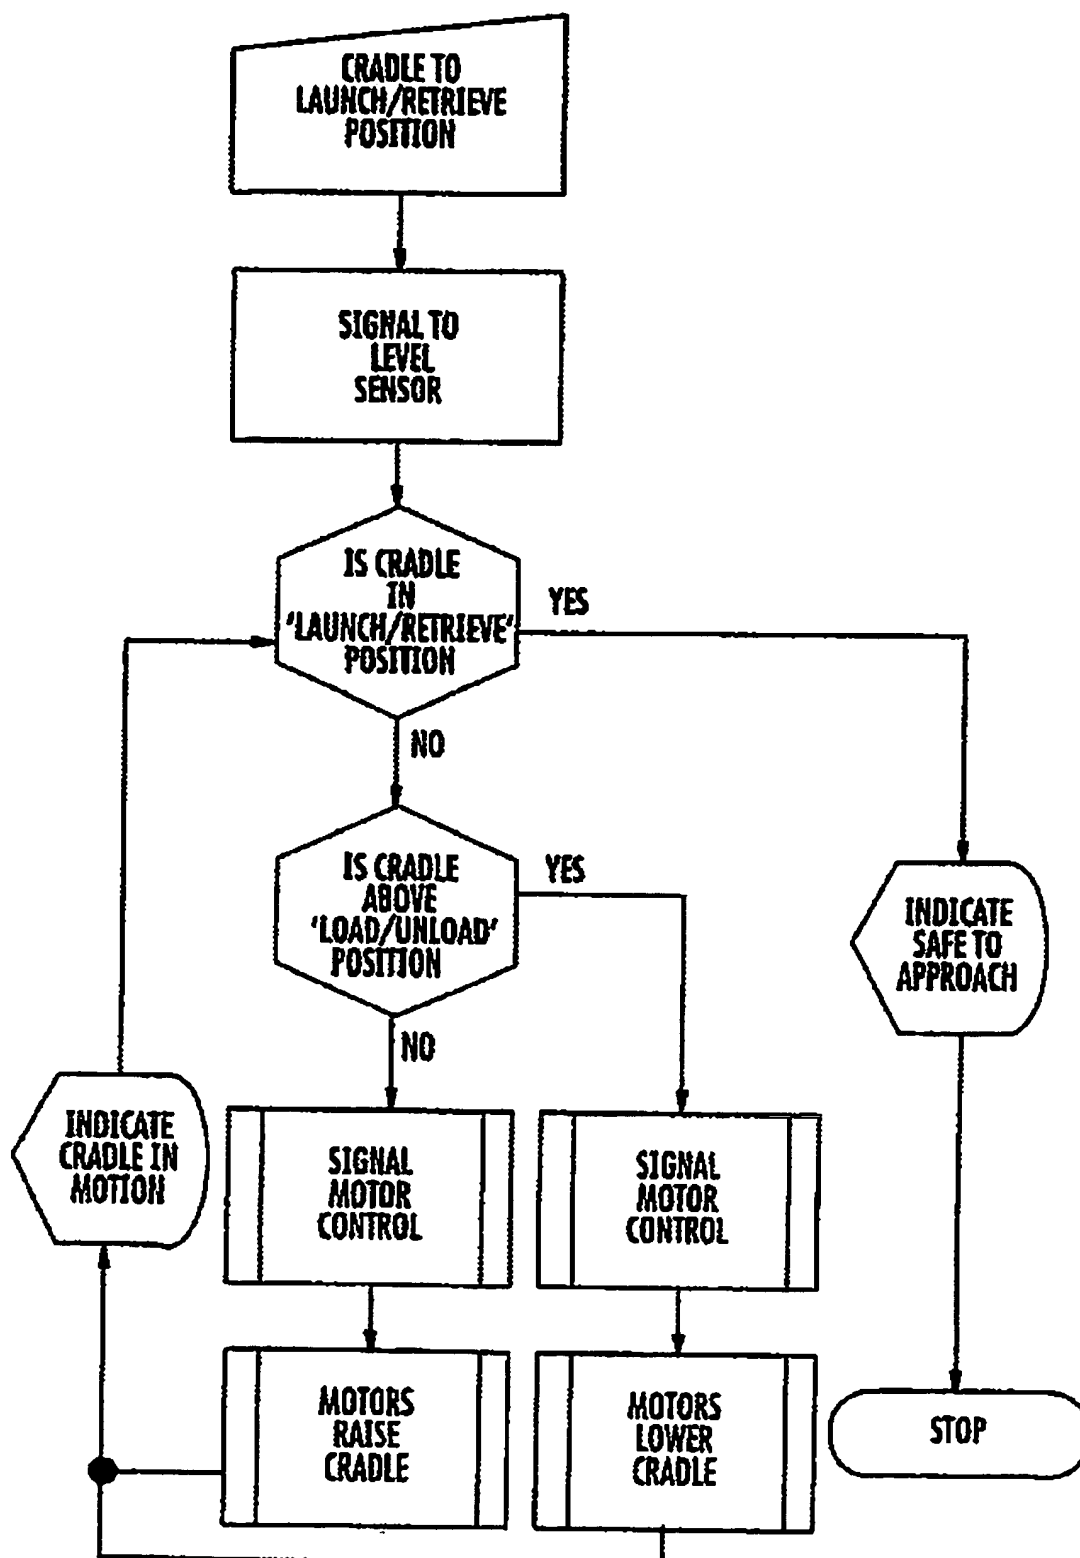 CRADLE TO
LAUNCH/RETRIEVE
POSITION
SIGNAL TO
LEVEL
SENSOR
IS CRADLE
IN
'LAUNCH/RETRIEVE'
POSITION
YES
NO
IS CRADLE
ABOVE
'LOAD/UNLOAD'
POSITION
YES
NO
INDICATE
SAFE TO
APPROACH
INDICATE
CRADLE IN
MOTION
SIGNAL
MOTOR
CONTROL
SIGNAL
MOTOR
CONTROL
MOTORS
RAISE
CRADLE
MOTORS
LOWER
CRADLE
STOP